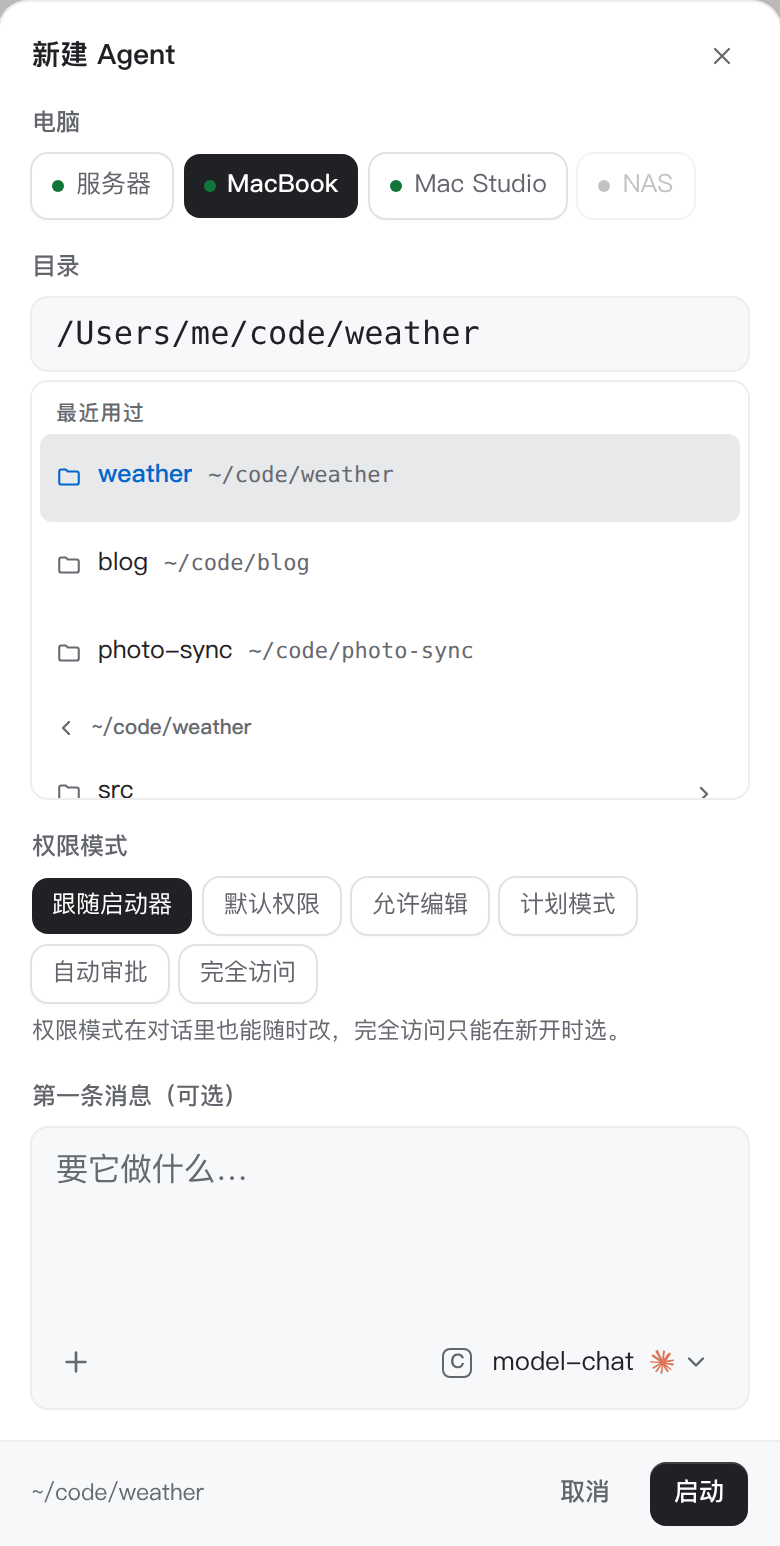 新建 Agent
电脑
服务器 MacBook Mac Studio NAS
目录
/Users/me/code/weather
最近用过
weather ~/code/weather
blog ~/code/blog
photo-sync ~/code/photo-sync
~/code/weather
src
权限模式
跟随启动器 默认权限 允许编辑 计划模式
自动审批 完全访问
权限模式在对话里也能随时改，完全访问只能在新开时选。
第一条消息（可选）
要它做什么…
C model-chat
~/code/weather 取消 启动